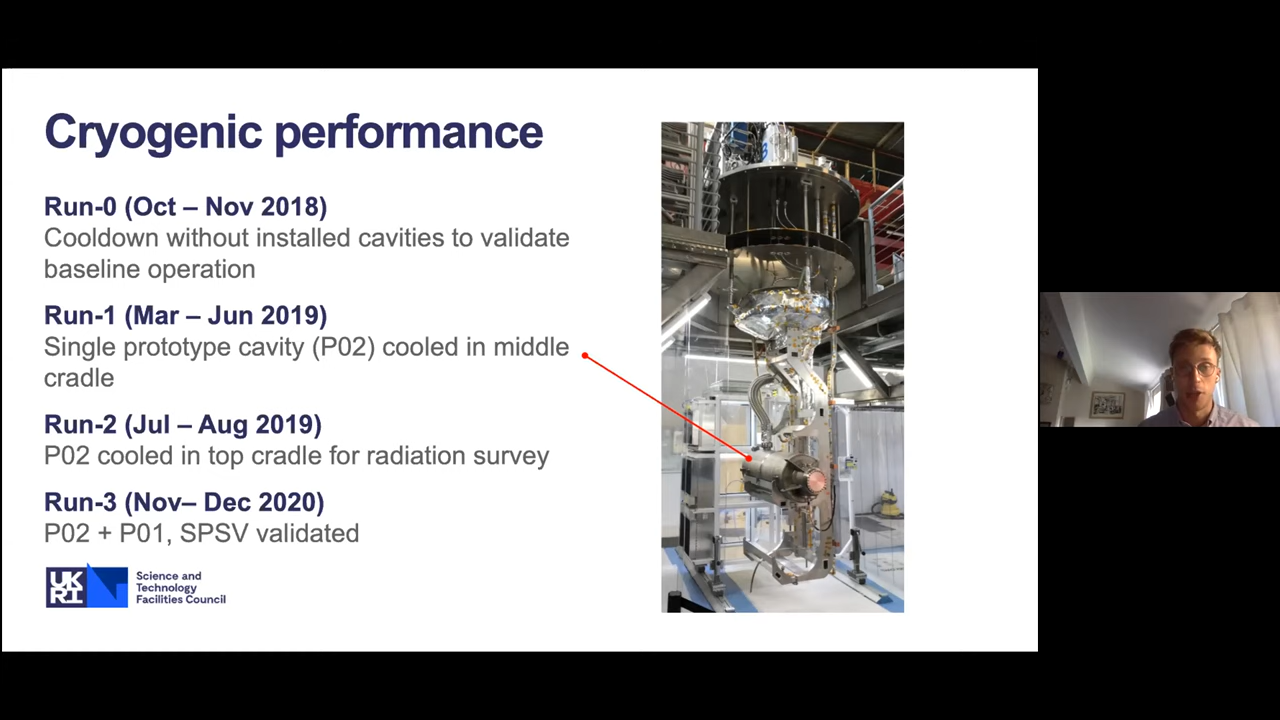 Cryogenic performance
Run-0 (Oct – Nov 2018)
Cooldown without installed cavities to validate
baseline operation
Run-1 (Mar – Jun 2019)
Single prototype cavity (P02) cooled in middle
cradle
Run-2 (Jul – Aug 2019)
P02 cooled in top cradle for radiation survey
Run-3 (Nov– Dec 2020)
P02 + P01, SPSV validated
UK
RI
Science and
Technology
Facilities Council